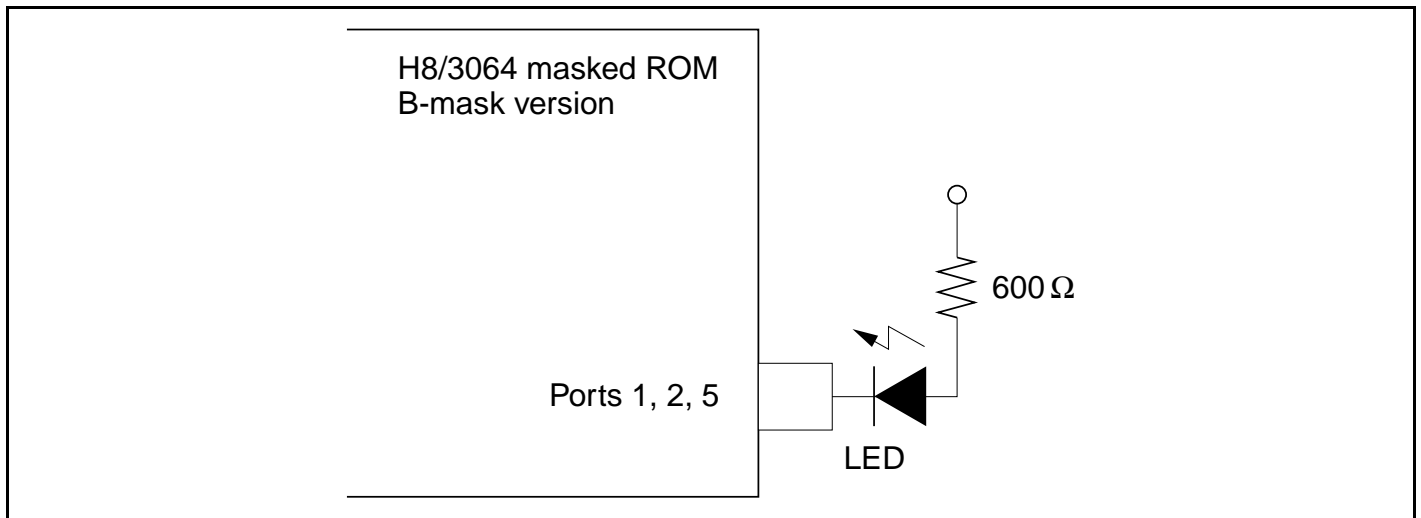 H8/3064 masked ROM
B-mask version
600 Ω
Ports 1, 2, 5
LED